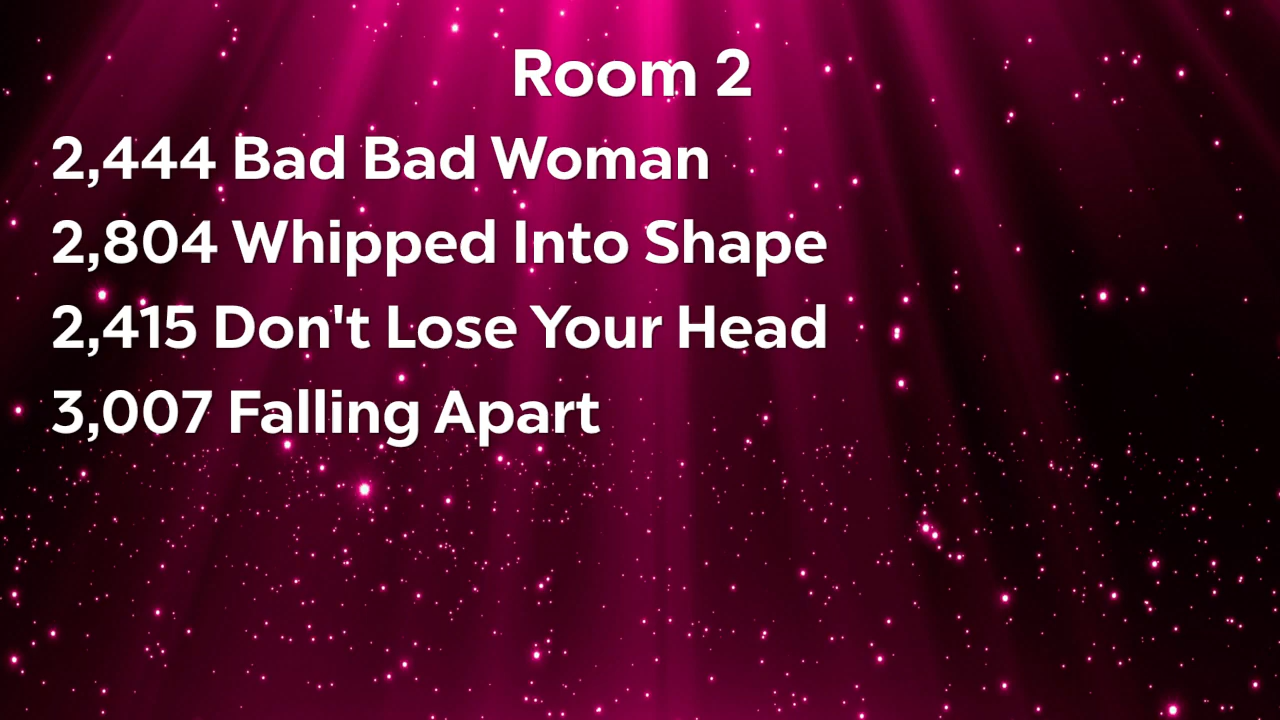 Room 2
2,444 Bad Bad Woman
2,804 Whipped Into Shape
2,415 Don't Lose Your Head
3,007 Falling Apart